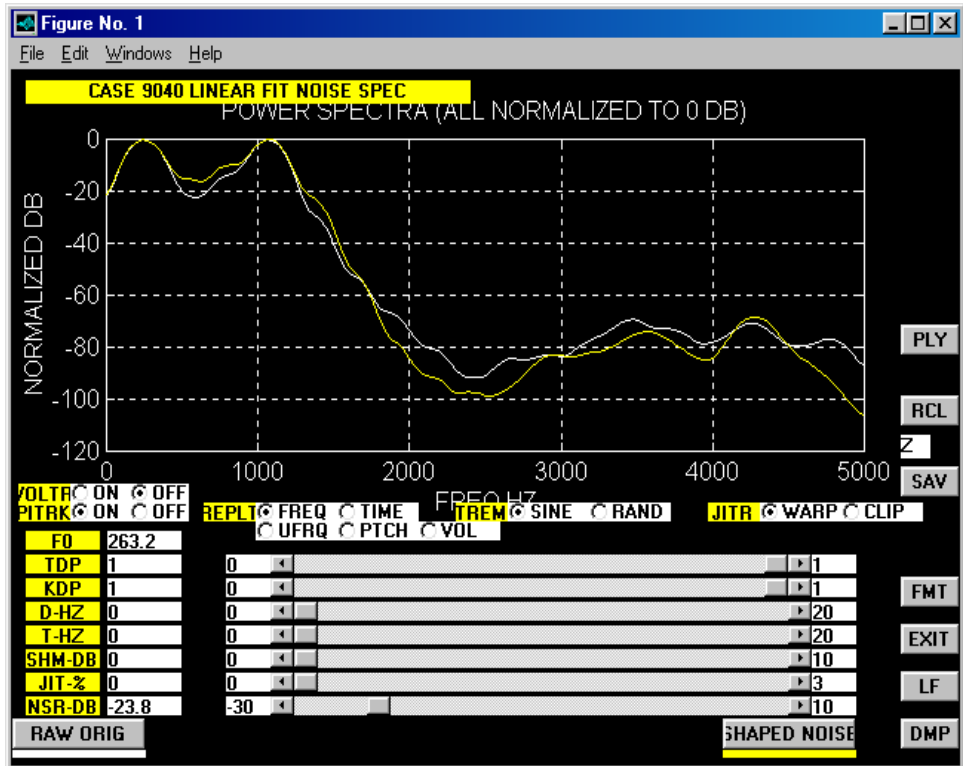 Figure No. 1
File Edit Windows Help
CASE 9040 LINEAR FIT NOISE SPEC
POWER SPECTRA (ALL NORMALIZED TO 0 DB)
NORMALIZED DB
0
-20
-40
-60
-80
-100
-120
0 1000 2000 3000 4000 5000
FREQ HZ
PLY
RCL
Z
SAV
VOLTR ON OFF
PITRK ON OFF
REPLT FREQ TIME
UFRQ PTCH VOL
TREM SINE RAND
JITR WARP CLIP
F0 263.2
TDP 1 0 1
KDP 1 0 1
D-HZ 0 0 20
T-HZ 0 0 20
SHM-DB 0 0 10
JIT-% 0 0 3
NSR-DB -23.8 -30 10
FMT
EXIT
LF
DMP
RAW ORIG
SHAPED NOISE